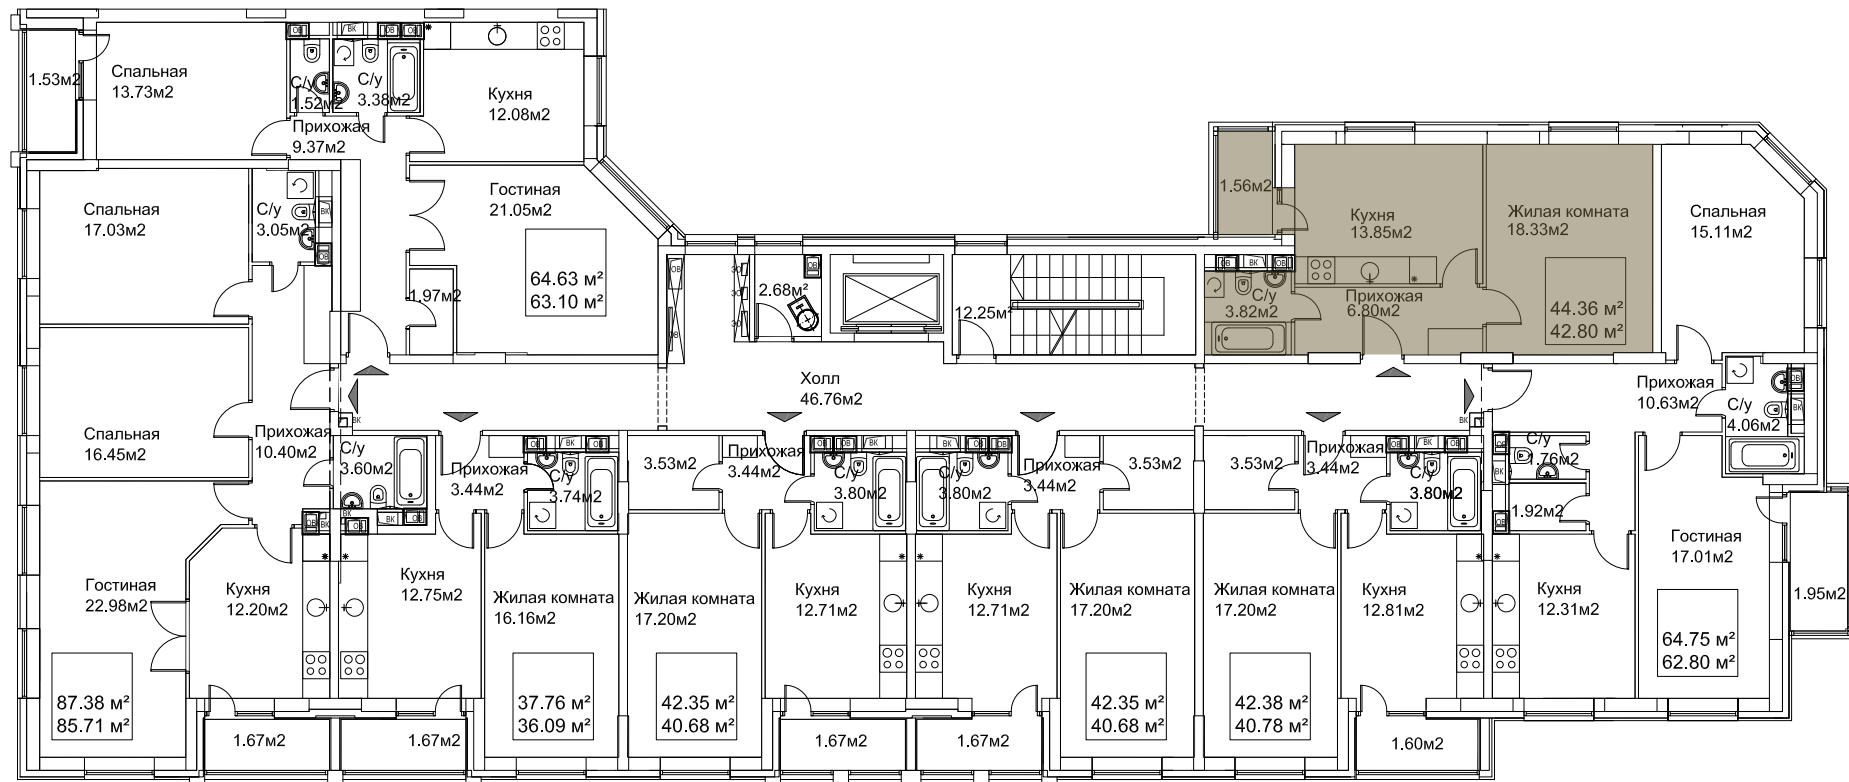 1.53м2
Спальная
13.73м2
С/у
1.52м2
С/у
3.38м2
Кухня
12.08м2
Прихожая
9.37м2
Спальная
17.03м2
С/у
3.05м2
Гостиная
21.05м2
64.63 м²
63.10 м²
1.97м2
2.68м²
12.25м²
1.56м2
Кухня
13.85м2
Жилая комната
18.33м2
Спальная
15.11м2
С/у
3.82м2
Прихожая
6.80м2
44.36 м²
42.80 м²
Холл
46.76м2
Спальная
16.45м2
Прихожая
10.40м2
С/у
3.60м2
Прихожая
3.44м2
С/у
3.74м2
3.53м2
Прихожая
3.44м2
С/у
3.80м2
С/у
3.80м2
Прихожая
3.44м2
3.53м2
3.53м2
Прихожая
3.44м2
С/у
3.80м2
Прихожая
10.63м2
С/у
4.06м2
С/у
1.76м2
1.92м2
Гостиная
17.01м2
1.95м2
Гостиная
22.98м2
Кухня
12.20м2
Кухня
12.75м2
Жилая комната
16.16м2
Жилая комната
17.20м2
Кухня
12.71м2
Кухня
12.71м2
Жилая комната
17.20м2
Жилая комната
17.20м2
Кухня
12.81м2
Кухня
12.31м2
64.75 м²
62.80 м²
87.38 м²
85.71 м²
37.76 м²
36.09 м²
42.35 м²
40.68 м²
42.35 м²
40.68 м²
42.38 м²
40.78 м²
1.67м2
1.67м2
1.67м2
1.67м2
1.60м2